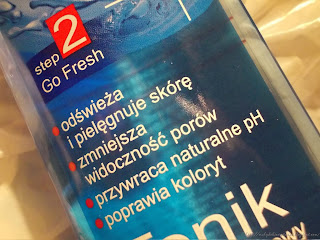 step 2
Go Fresh
• odświeża
i pielęgnuje skórę
• zmniejsza
widoczność porów
• przywraca naturalne pH
• poprawia koloryt
Tonik